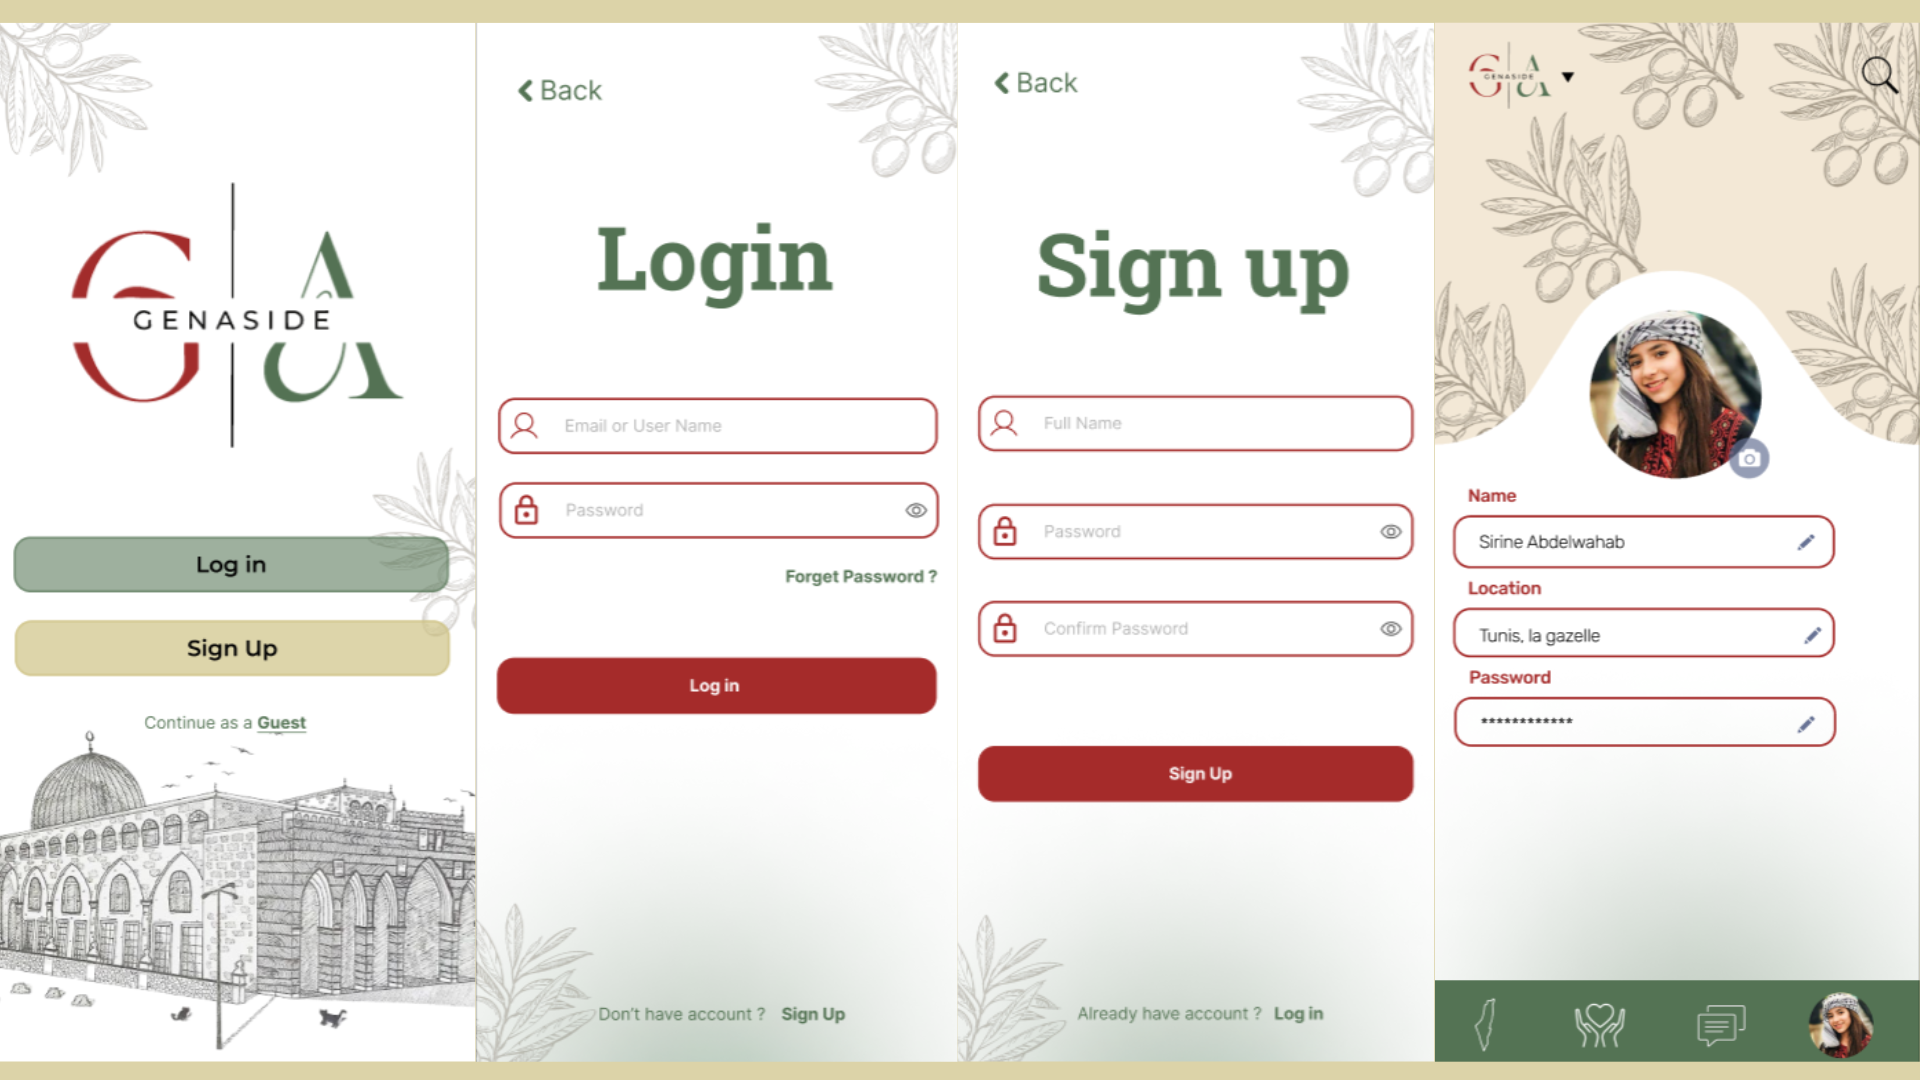 GENASIDE
Log in
Sign Up
Continue as a Guest
Back
Login
Email or User Name
Password
Forget Password ?
Log in
Don't have account ? Sign Up
Back
Sign up
Full Name
Password
Confirm Password
Sign Up
Already have account ? Log in
GENASIDE
Name
Sirine Abdelwahab
Location
Tunis, la gazelle
Password
************